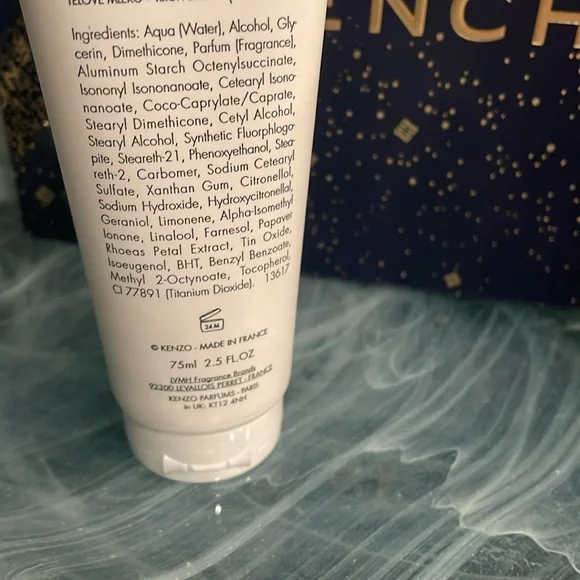 ENCH
TĚLOVÉ MLÉKO
Ingredients: Aqua (Water), Alcohol, Gly-
cerin, Dimethicone, Parfum (Fragrance),
Aluminum Starch Octenylsuccinate,
Isononyl Isononanoate, Cetearyl Isono-
nanoate, Coco-Caprylate/Caprate,
Stearyl Dimethicone, Cetyl Alcohol,
Stearyl Alcohol, Synthetic Fluorphlogo-
pite, Steareth-21, Phenoxyethanol, Stea-
reth-2, Carbomer, Sodium Cetearyl
Sulfate, Xanthan Gum, Citronellol,
Sodium Hydroxide, Hydroxycitronellal,
Geraniol, Limonene, Alpha-Isomethyl
Ionone, Linalool, Farnesol, Papaver
Rhoeas Petal Extract, Tin Oxide,
Isoeugenol, BHT, Benzyl Benzoate,
Methyl 2-Octynoate, Tocopherol,
CI 77891 (Titanium Dioxide). 13617
24 M
© KENZO - MADE IN FRANCE
75ml 2.5 FL.OZ
LVMH Fragrance Brands
92300 LEVALLOIS PERRET - FRANCE
KENZO PARFUMS - PARIS
In UK: KT12 4NH